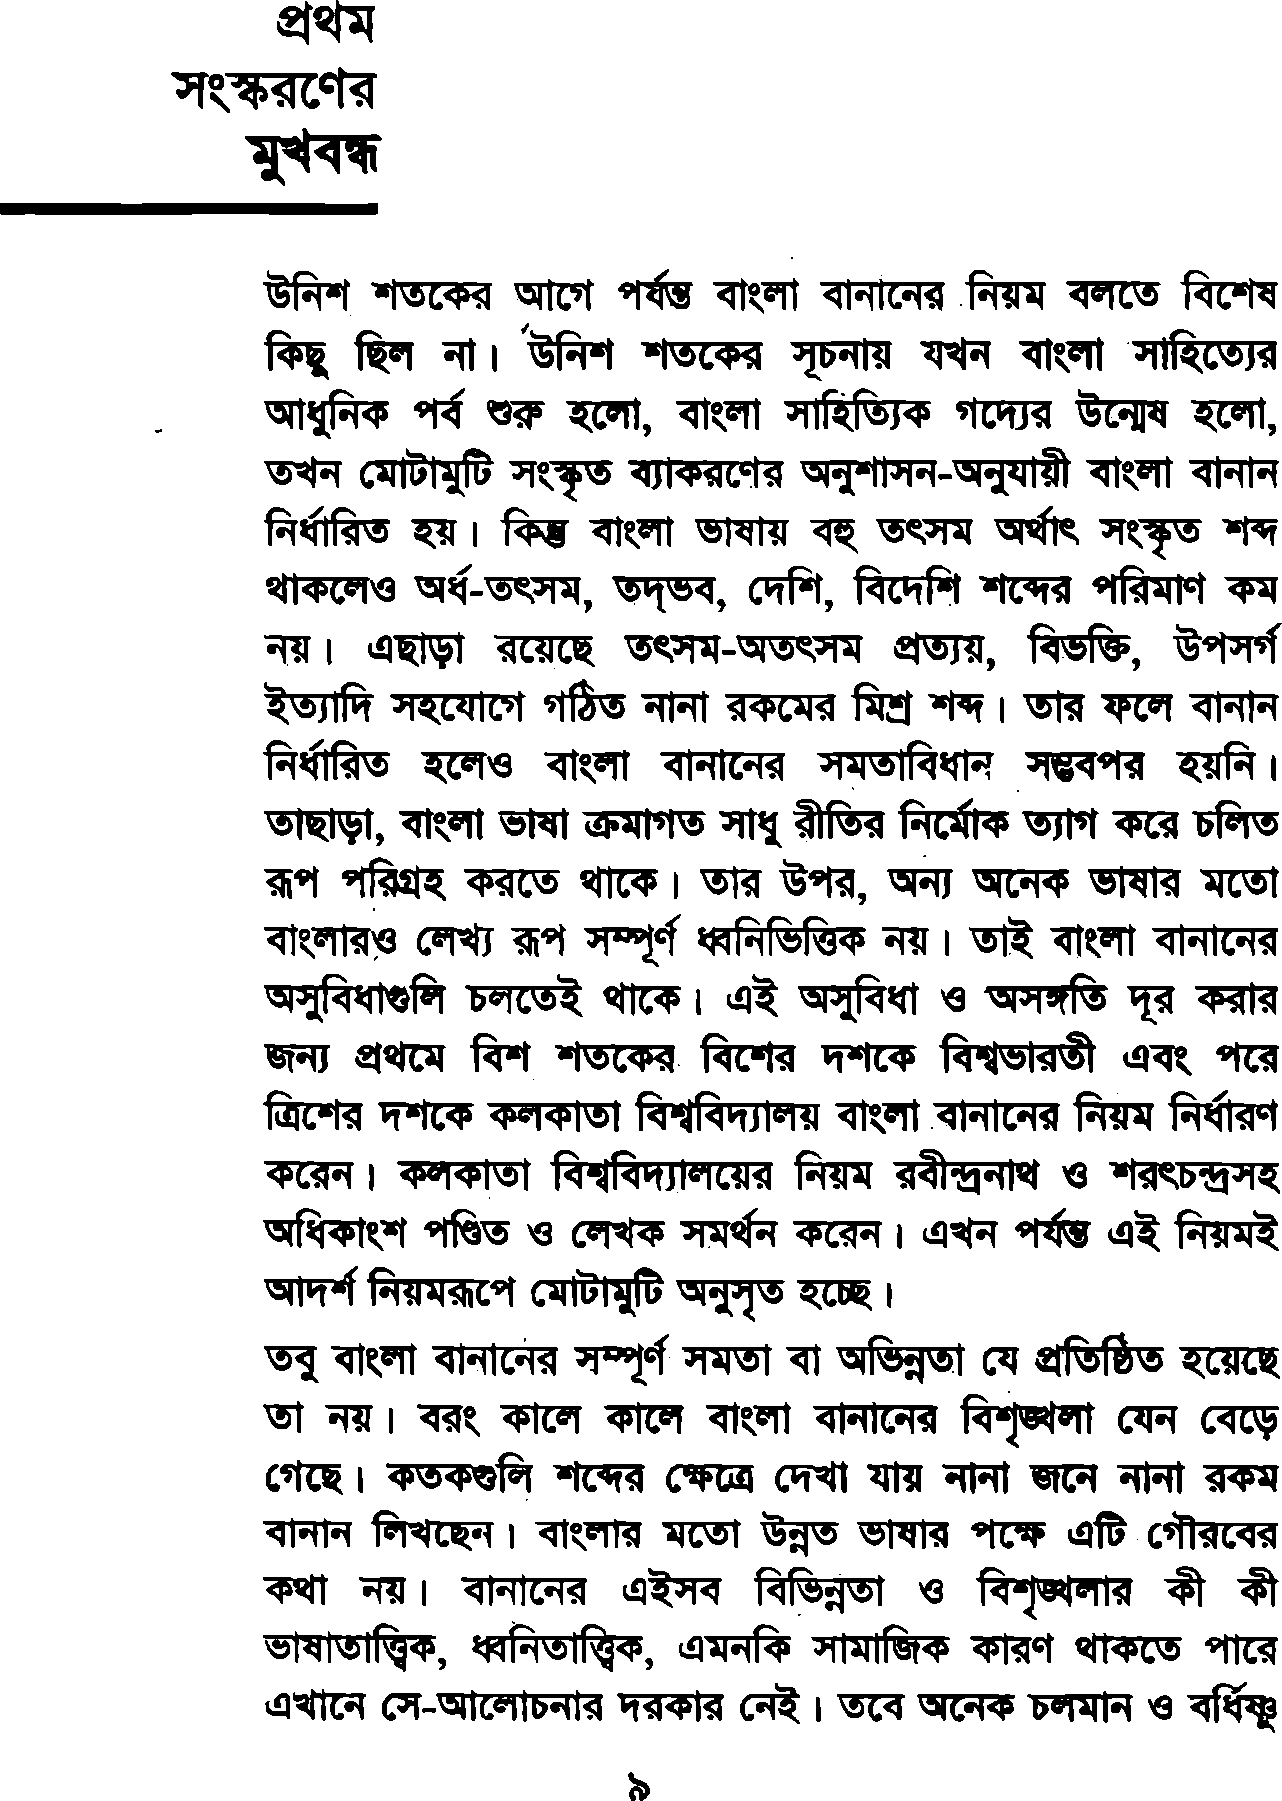 প্রথম
সংস্করণের
মুখবন্ধ
উনিশ শতকের আগে পর্যন্ত বাংলা বানানের নিয়ম বলতে বিশেষ
কিছু ছিল না। উনিশ শতকের সূচনায় যখন বাংলা সাহিত্যের
আধুনিক পর্ব শুরু হলো, বাংলা সাহিত্যিক গদ্যের উন্মেষ হলো,
তখন মোটামুটি সংস্কৃত ব্যাকরণের অনুশাসন-অনুযায়ী বাংলা বানান
নির্ধারিত হয়। কিন্তু বাংলা ভাষায় বহু তৎসম অর্থাৎ সংস্কৃত শব্দ
থাকলেও অর্ধ-তৎসম, তদ্‌ভব, দেশি, বিদেশি শব্দের পরিমাণ কম
নয়। এছাড়া রয়েছে তৎসম-অতৎসম প্রত্যয়, বিভক্তি, উপসর্গ
ইত্যাদি সহযোগে গঠিত নানা রকমের মিশ্র শব্দ। তার ফলে বানান
নির্ধারিত হলেও বাংলা বানানের সমতাবিধান সম্ভবপর হয়নি।
তাছাড়া, বাংলা ভাষা ক্রমাগত সাধু রীতির নির্মোক ত্যাগ করে চলিত
রূপ পরিগ্রহ করতে থাকে। তার উপর, অন্য অনেক ভাষার মতো
বাংলারও লেখ্য রূপ সম্পূর্ণ ধ্বনিভিত্তিক নয়। তাই বাংলা বানানের
অসুবিধাগুলি চলতেই থাকে। এই অসুবিধা ও অসঙ্গতি দূর করার
জন্য প্রথমে বিশ শতকের বিশের দশকে বিশ্বভারতী এবং পরে
ত্রিশের দশকে কলকাতা বিশ্ববিদ্যালয় বাংলা বানানের নিয়ম নির্ধারণ
করেন। কলকাতা বিশ্ববিদ্যালয়ের নিয়ম রবীন্দ্রনাথ ও শরৎচন্দ্রসহ
অধিকাংশ পণ্ডিত ও লেখক সমর্থন করেন। এখন পর্যন্ত এই নিয়মই
আদর্শ নিয়মরূপে মোটামুটি অনুসৃত হচ্ছে।
তবু বাংলা বানানের সম্পূর্ণ সমতা বা অভিন্নতা যে প্রতিষ্ঠিত হয়েছে
তা নয়। বরং কালে কালে বাংলা বানানের বিশৃঙ্খলা যেন বেড়ে
গেছে। কতকগুলি শব্দের ক্ষেত্রে দেখা যায় নানা জনে নানা রকম
বানান লিখছেন। বাংলার মতো উন্নত ভাষার পক্ষে এটি গৌরবের
কথা নয়। বানানের এইসব বিভিন্নতা ও বিশৃঙ্খলার কী কী
ভাষাতাত্ত্বিক, ধ্বনিতাত্ত্বিক, এমনকি সামাজিক কারণ থাকতে পারে
এখানে সে-আলোচনার দরকার নেই। তবে অনেক চলমান ও বর্ধিষ্ণু
৯